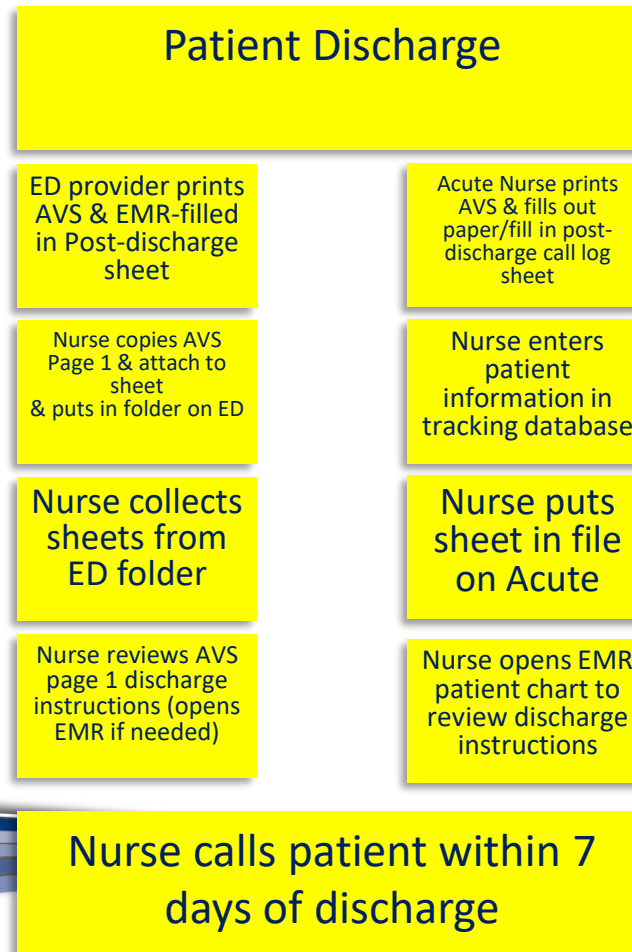 Patient Discharge
ED provider prints
AVS & EMR-filled
in Post-discharge
sheet
Acute Nurse prints
AVS & fills out
paper/fill in post-
discharge call log
sheet
Nurse copies AVS
Page 1 & attach to
sheet
& puts in folder on ED
Nurse enters
patient
information in
tracking database
Nurse collects
sheets from
ED folder
Nurse puts
sheet in file
on Acute
Nurse reviews AVS
page 1 discharge
instructions (opens
EMR if needed)
Nurse opens EMR
patient chart to
review discharge
instructions
Nurse calls patient within 7
days of discharge